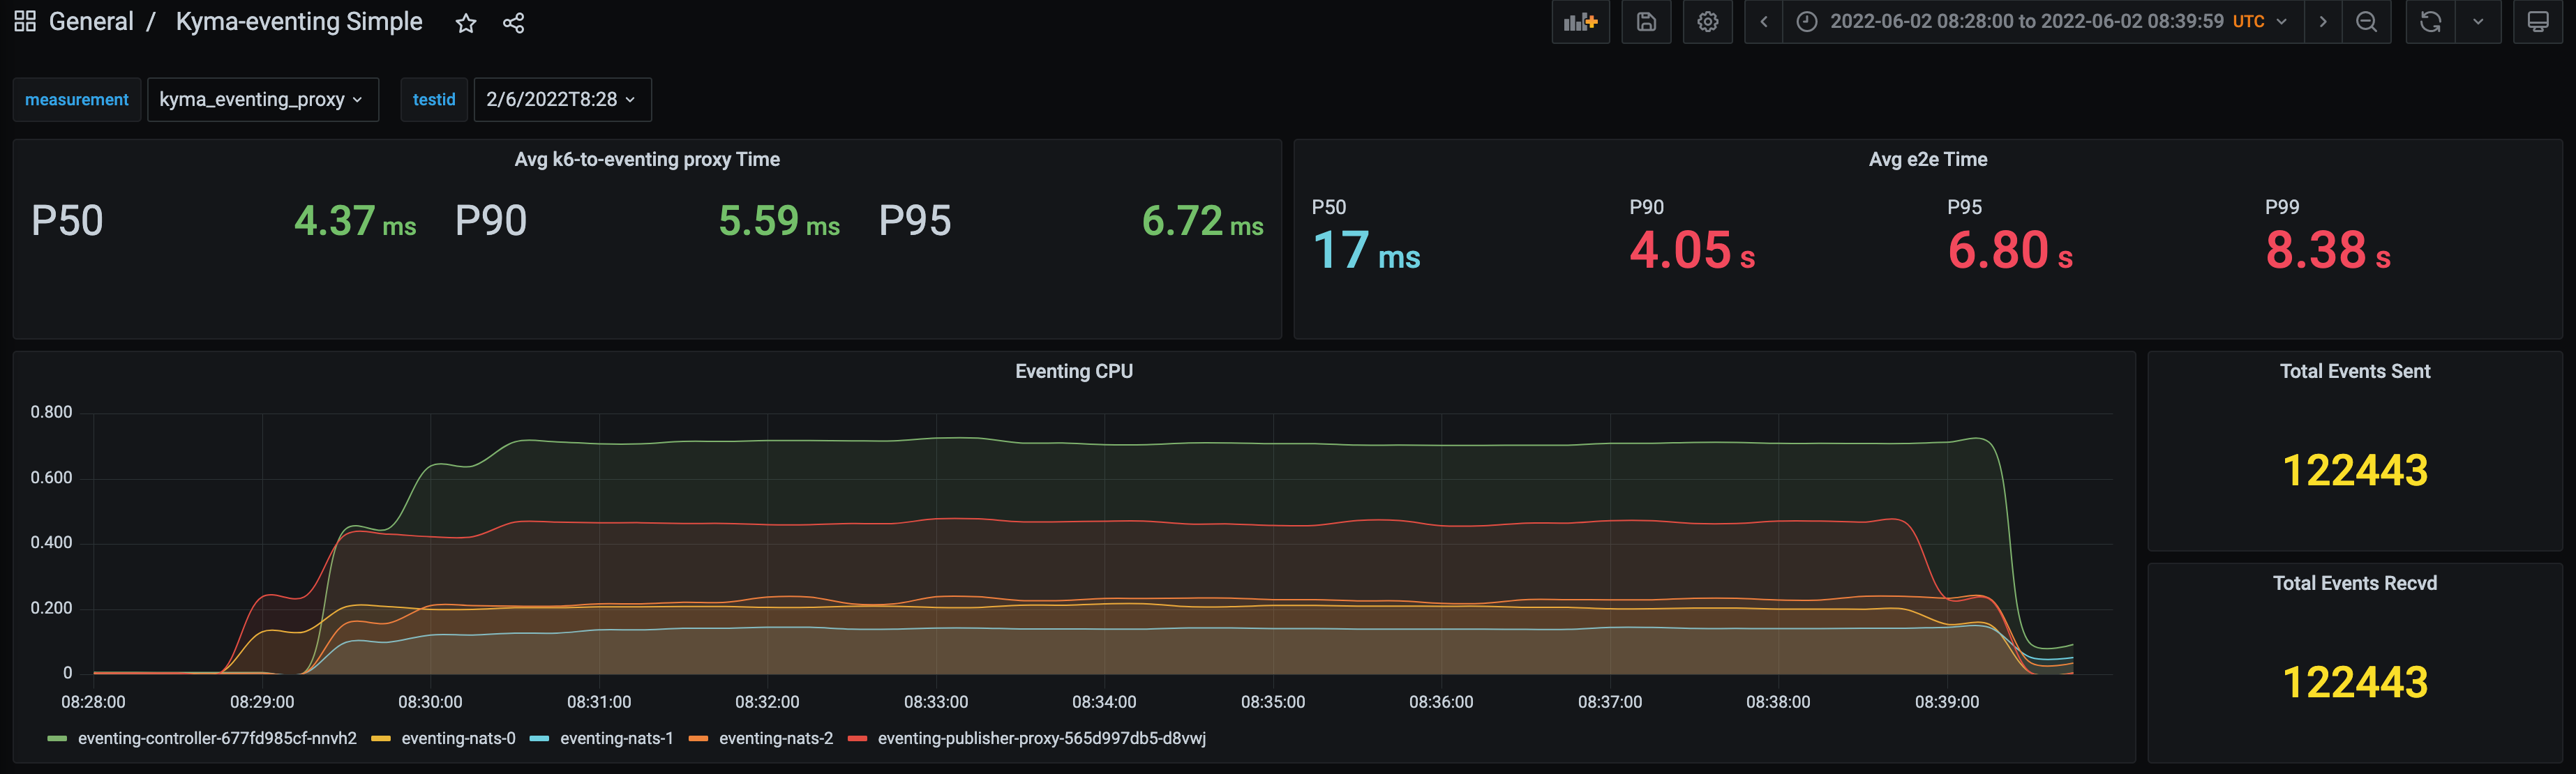 General / Kyma-eventing Simple
2022-06-02 08:28:00 to 2022-06-02 08:39:59 UTC
measurement kyma_eventing_proxy testid 2/6/2022T8:28
Avg k6-to-eventing proxy Time
P50 4.37 ms P90 5.59 ms P95 6.72 ms
Avg e2e Time
P50 P90 P95 P99
17 ms 4.05 s 6.80 s 8.38 s
Eventing CPU
0.800
0.600
0.400
0.200
0
08:28:00 08:29:00 08:30:00 08:31:00 08:32:00 08:33:00 08:34:00 08:35:00 08:36:00 08:37:00 08:38:00 08:39:00
eventing-controller-677fd985cf-nnvh2 eventing-nats-0 eventing-nats-1 eventing-nats-2 eventing-publisher-proxy-565d997db5-d8vwj
Total Events Sent
122443
Total Events Recvd
122443